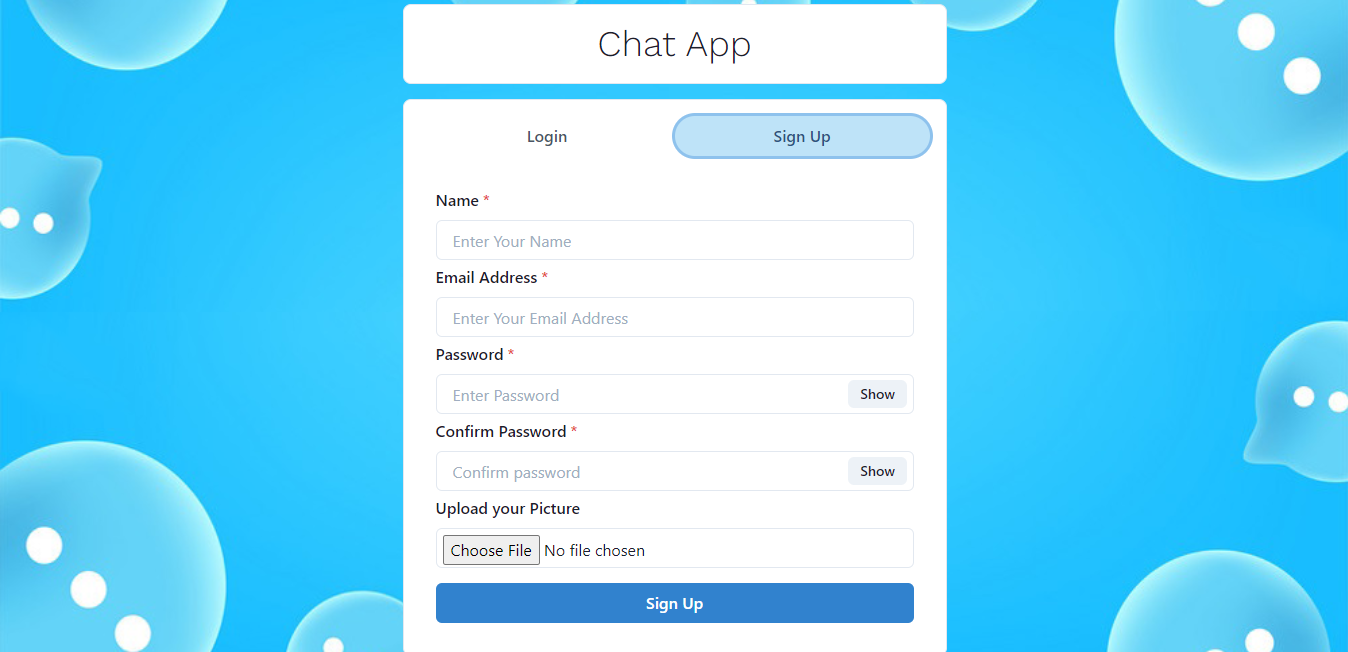 Chat App
Login
Sign Up
Name *
Enter Your Name
Email Address *
Enter Your Email Address
Password *
Enter Password
Show
Confirm Password *
Confirm password
Show
Upload your Picture
Choose File No file chosen
Sign Up